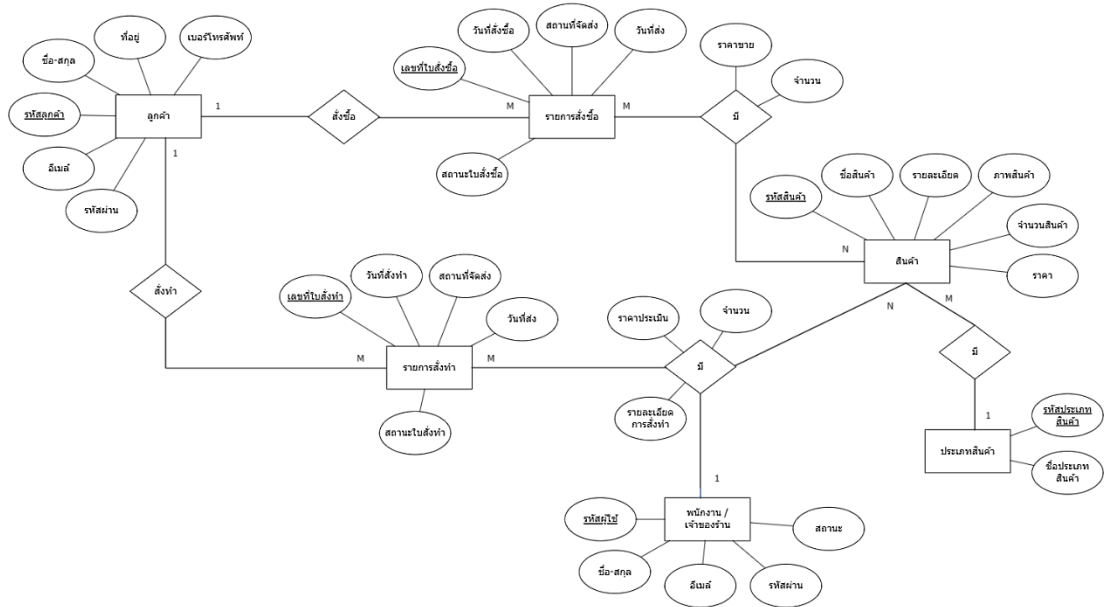 วันที่สั่งซื้อ
สถานที่จัดส่ง
วันที่ส่ง
ที่อยู่
เบอร์โทรศัพท์
ชื่อ-สกุล
เลขที่ใบสั่งซื้อ
ราคาขาย
จำนวน
รหัสลูกค้า
ลูกค้า
1
สั่งซื้อ
M
รายการสั่งซื้อ
M
มี
1
อีเมล์
สถานะใบสั่งซื้อ
รหัสผ่าน
ชื่อสินค้า
รายละเอียด
ภาพสินค้า
รหัสสินค้า
จำนวนสินค้า
N
สินค้า
ราคา
สั่งทำ
วันที่สั่งทำ
สถานที่จัดส่ง
เลขที่ใบสั่งทำ
วันที่ส่ง
ราคาประเมิน
จำนวน
N
M
M
รายการสั่งทำ
M
มี
มี
สถานะใบสั่งทำ
รายละเอียด
การสั่งทำ
1
รหัสประเภท
สินค้า
ประเภทสินค้า
ชื่อประเภท
สินค้า
1
รหัสผู้ใช้
พนักงาน /
เจ้าของร้าน
สถานะ
ชื่อ-สกุล
อีเมล์
รหัสผ่าน